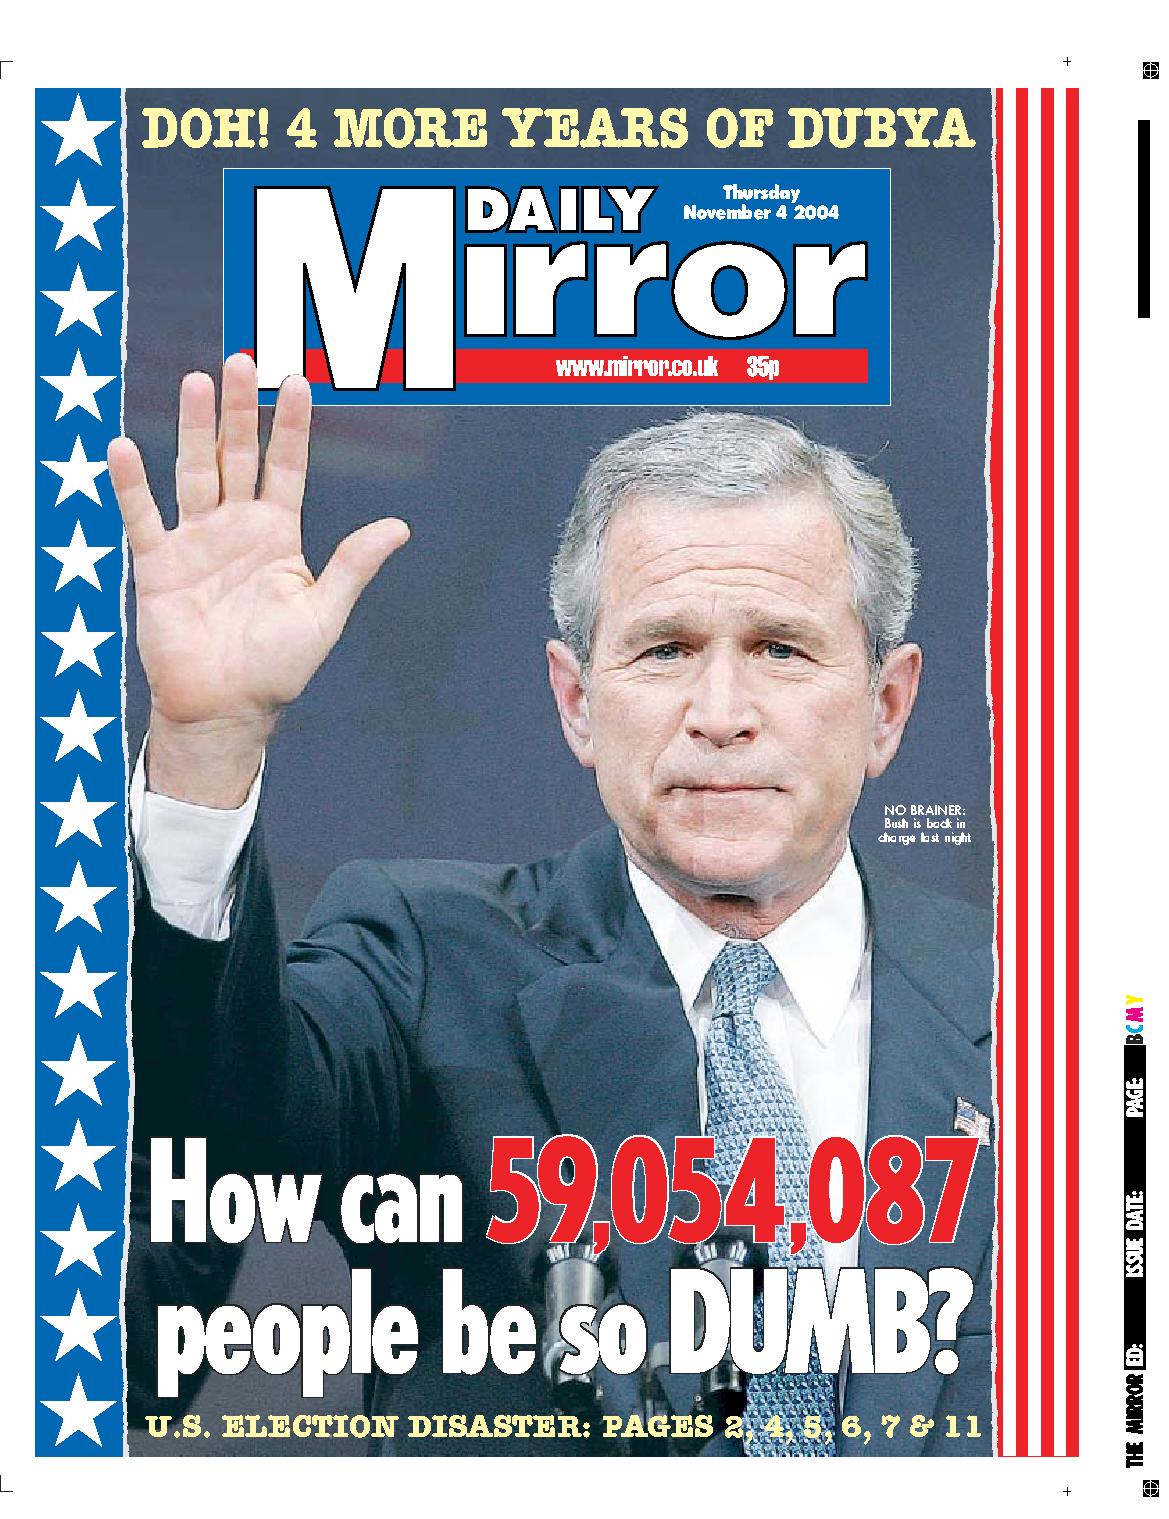 DOH! 4 MORE YEARS OF DUBYA
DAILY
Mirror
Thursday
November 4 2004
www.mirror.co.uk 35p
NO BRAINER:
Bush is back in
charge last night
How can 59,054,087
people be so DUMB?
U.S. ELECTION DISASTER: PAGES 2, 4, 5, 6, 7 & 11
THE MIRROR ED: ISSUE DATE: PAGE: BCMY